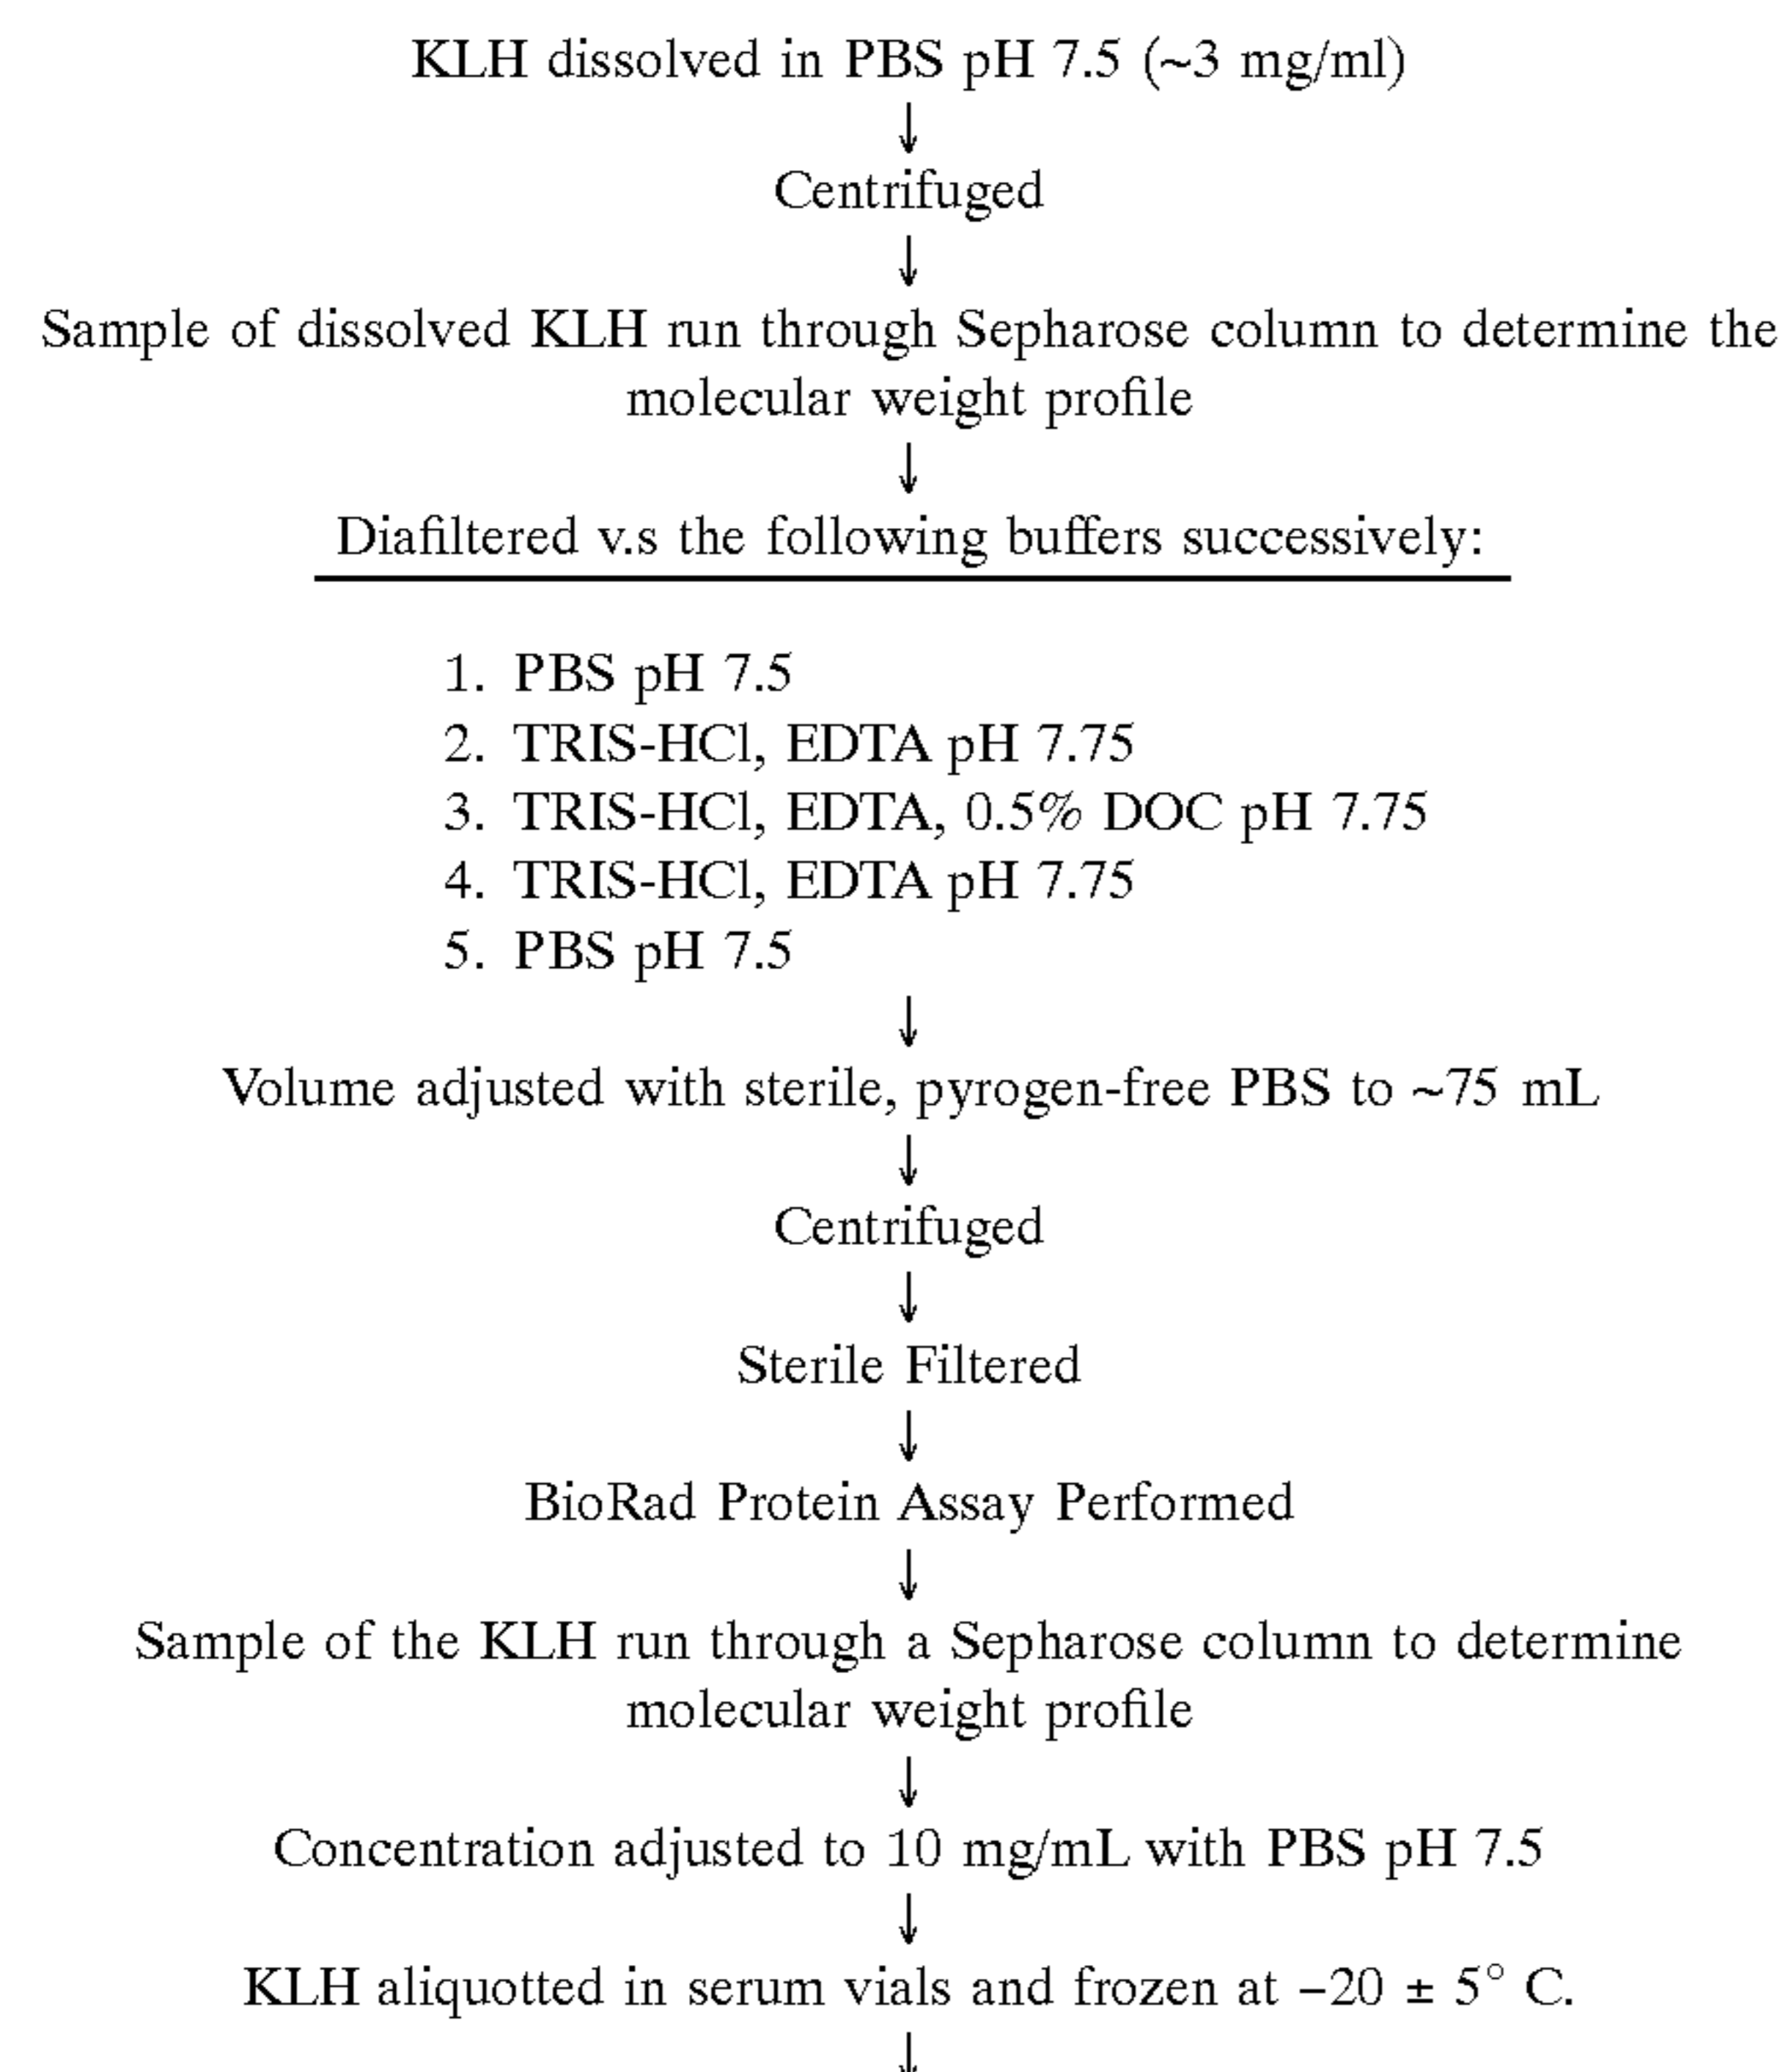 KLH dissolved in PBS pH 7.5 (~3 mg/ml)
↓
Centrifuged
↓
Sample of dissolved KLH run through Sepharose column to determine the
molecular weight profile
↓
Diafiltered v.s the following buffers successively:
1. PBS pH 7.5
2. TRIS-HCl, EDTA pH 7.75
3. TRIS-HCl, EDTA, 0.5% DOC pH 7.75
4. TRIS-HCl, EDTA pH 7.75
5. PBS pH 7.5
↓
Volume adjusted with sterile, pyrogen-free PBS to ~75 mL
↓
Centrifuged
↓
Sterile Filtered
↓
BioRad Protein Assay Performed
↓
Sample of the KLH run through a Sepharose column to determine
molecular weight profile
↓
Concentration adjusted to 10 mg/mL with PBS pH 7.5
↓
KLH aliquotted in serum vials and frozen at −20 ± 5° C.
↓